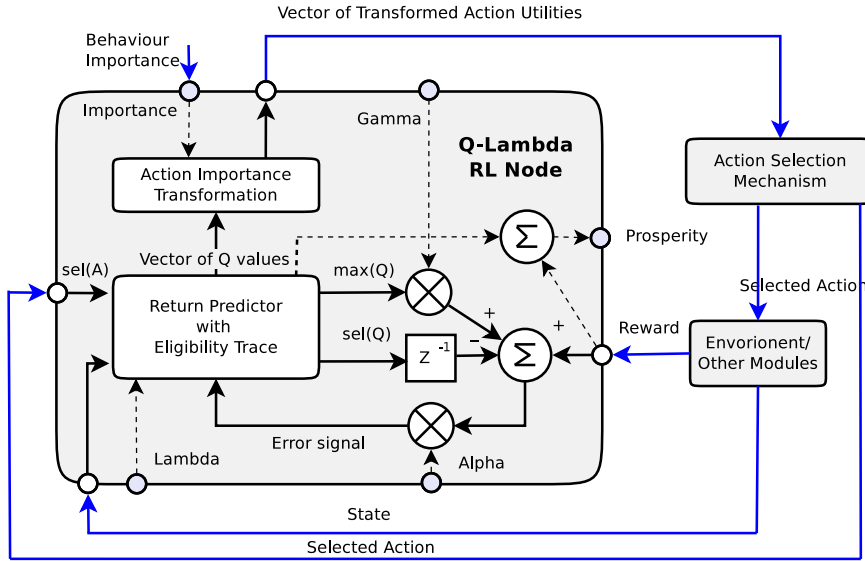 Vector of Transformed Action Utilities
Behaviour
Importance
Importance
Gamma
Q-Lambda
RL Node
Action Selection
Mechanism
Action Importance
Transformation
Σ
Prosperity
Vector of Q values
sel(A)
max(Q)
Selected Action
Return Predictor
with
Eligibility Trace
+
sel(Q)
Z -1
−
Σ
+
Reward
Envorionent/
Other Modules
Error signal
Lambda
Alpha
State
Selected Action